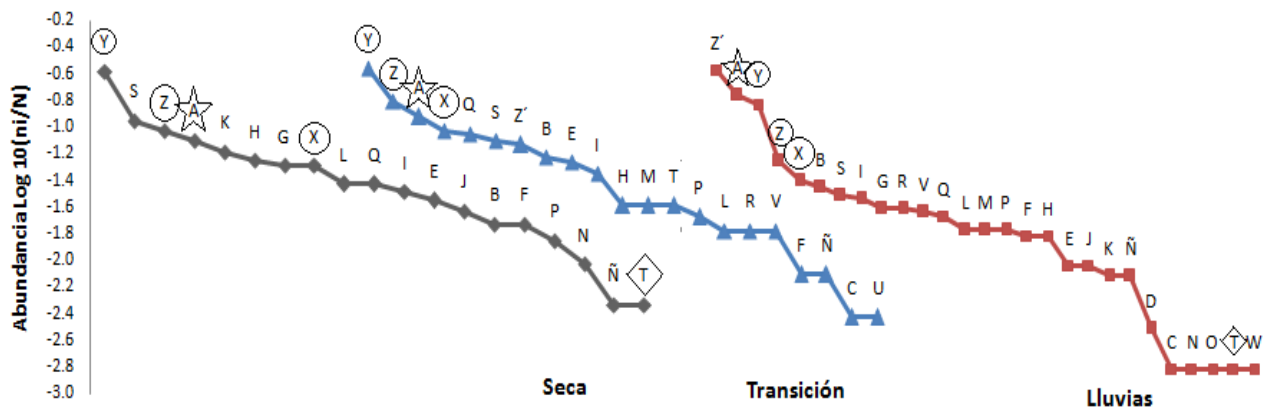 Abundancia Log 10(ni/N)
-0.2
-0.4
-0.6
-0.8
-1.0
-1.2
-1.4
-1.6
-1.8
-2.0
-2.2
-2.4
-2.6
-2.8
-3.0
Y S Z A K H G X L Q I E J B F P N Ñ T
Y Z A X Q S Z´ B E I H M T P L R V F Ñ C U
Z´ A Y Z X B S I G R V Q L M P F H E J K Ñ D C N O T W
Seca
Transición
Lluvias